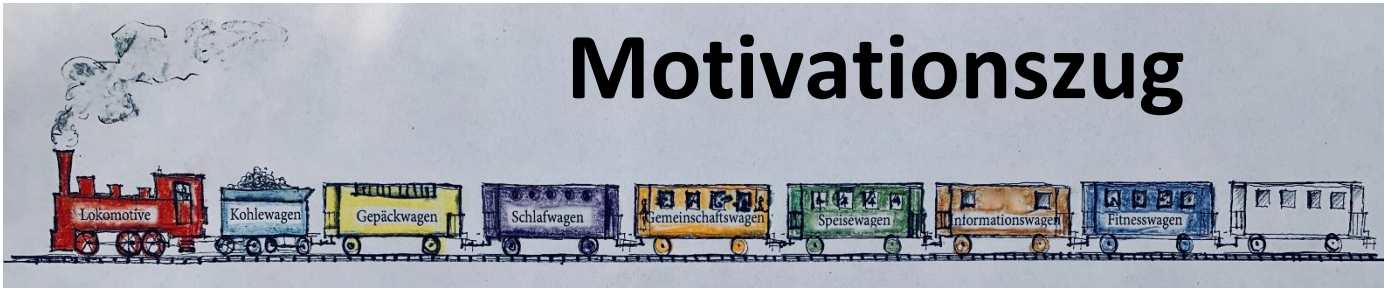 Motivationszug
Lokomotive
Kohlewagen
Gepäckwagen
Schlafwagen
Gemeinschaftswagen
Speisewagen
Informationswagen
Fitnesswagen